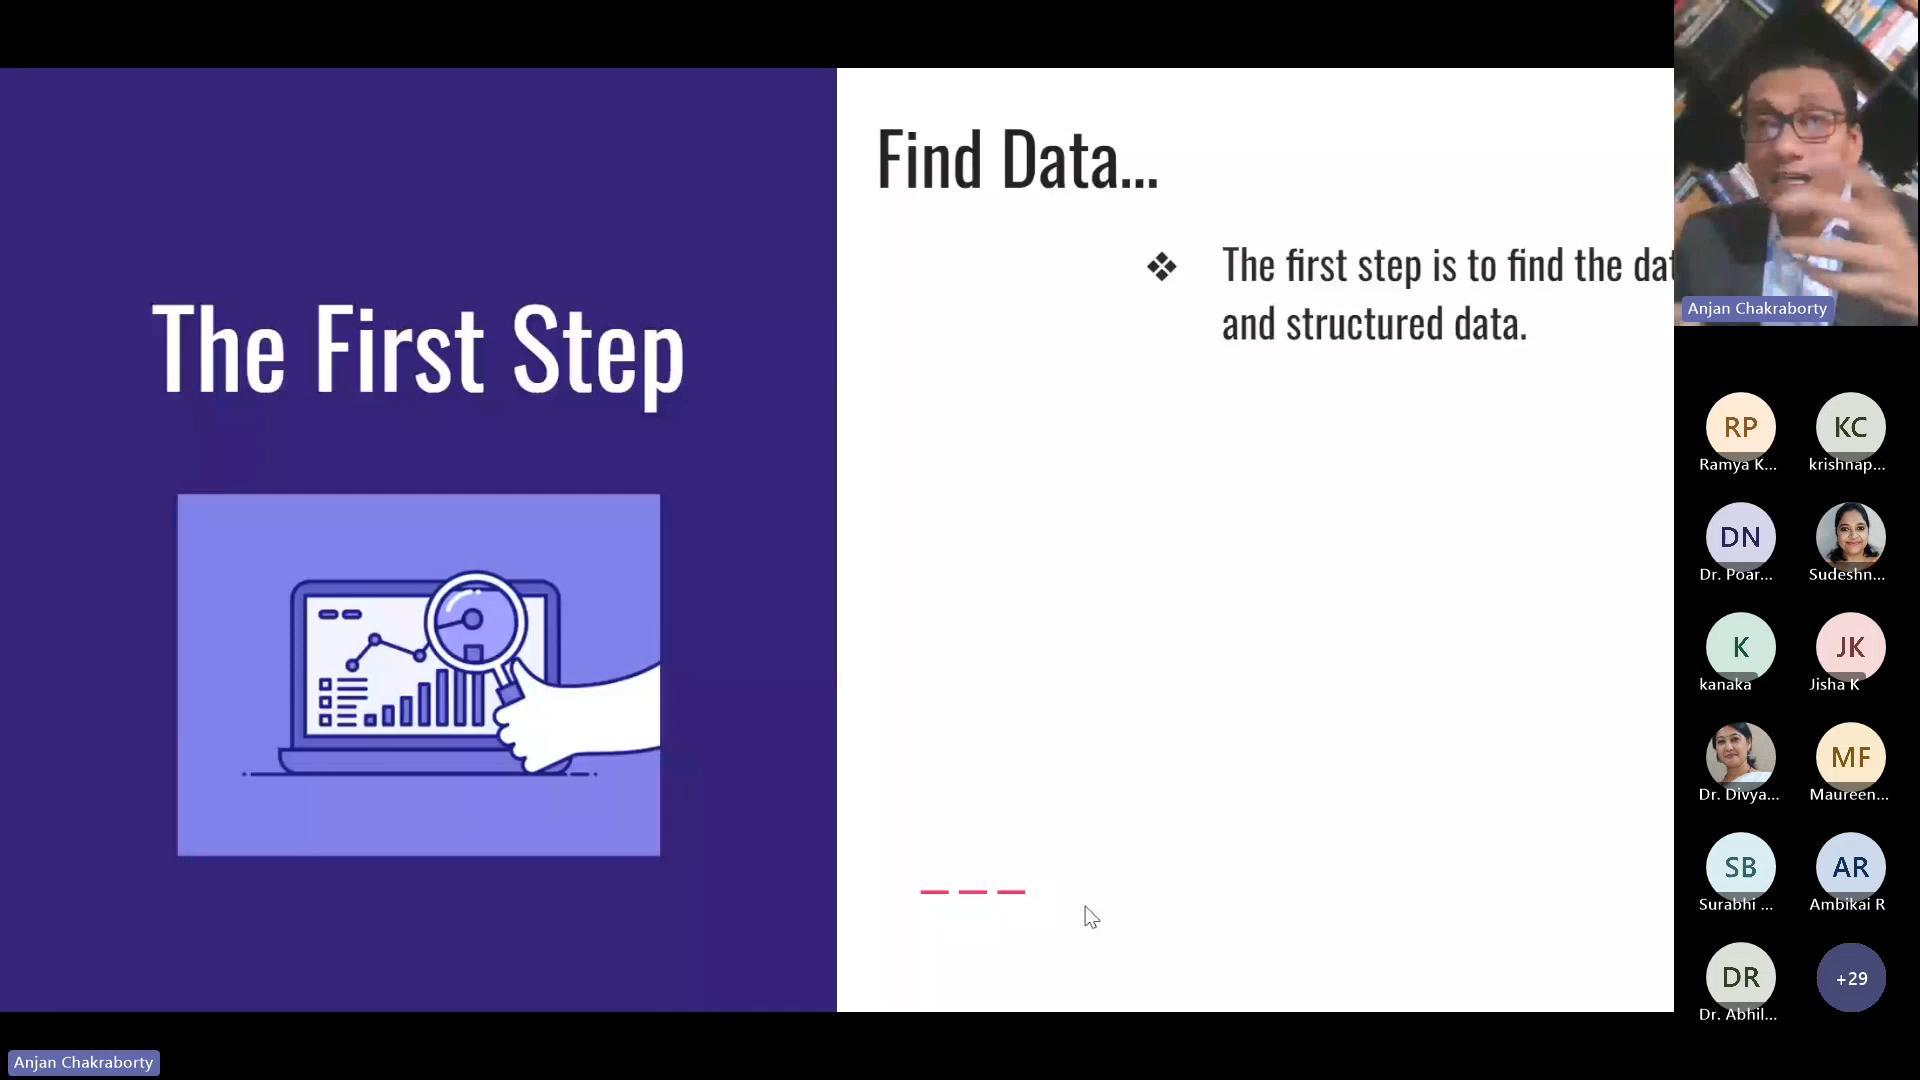 The First Step
Find Data...
The first step is to find the
and structured data.
Anjan Chakraborty
RP
Ramya K...
KC
krishnap...
DN
Dr. Poar...
Sudeshn...
K
kanaka
JK
Jisha K
Dr. Divya...
MF
Maureen...
SB
Surabhi ...
AR
Ambikai R
DR
Dr. Abhil...
+29
Anjan Chakraborty